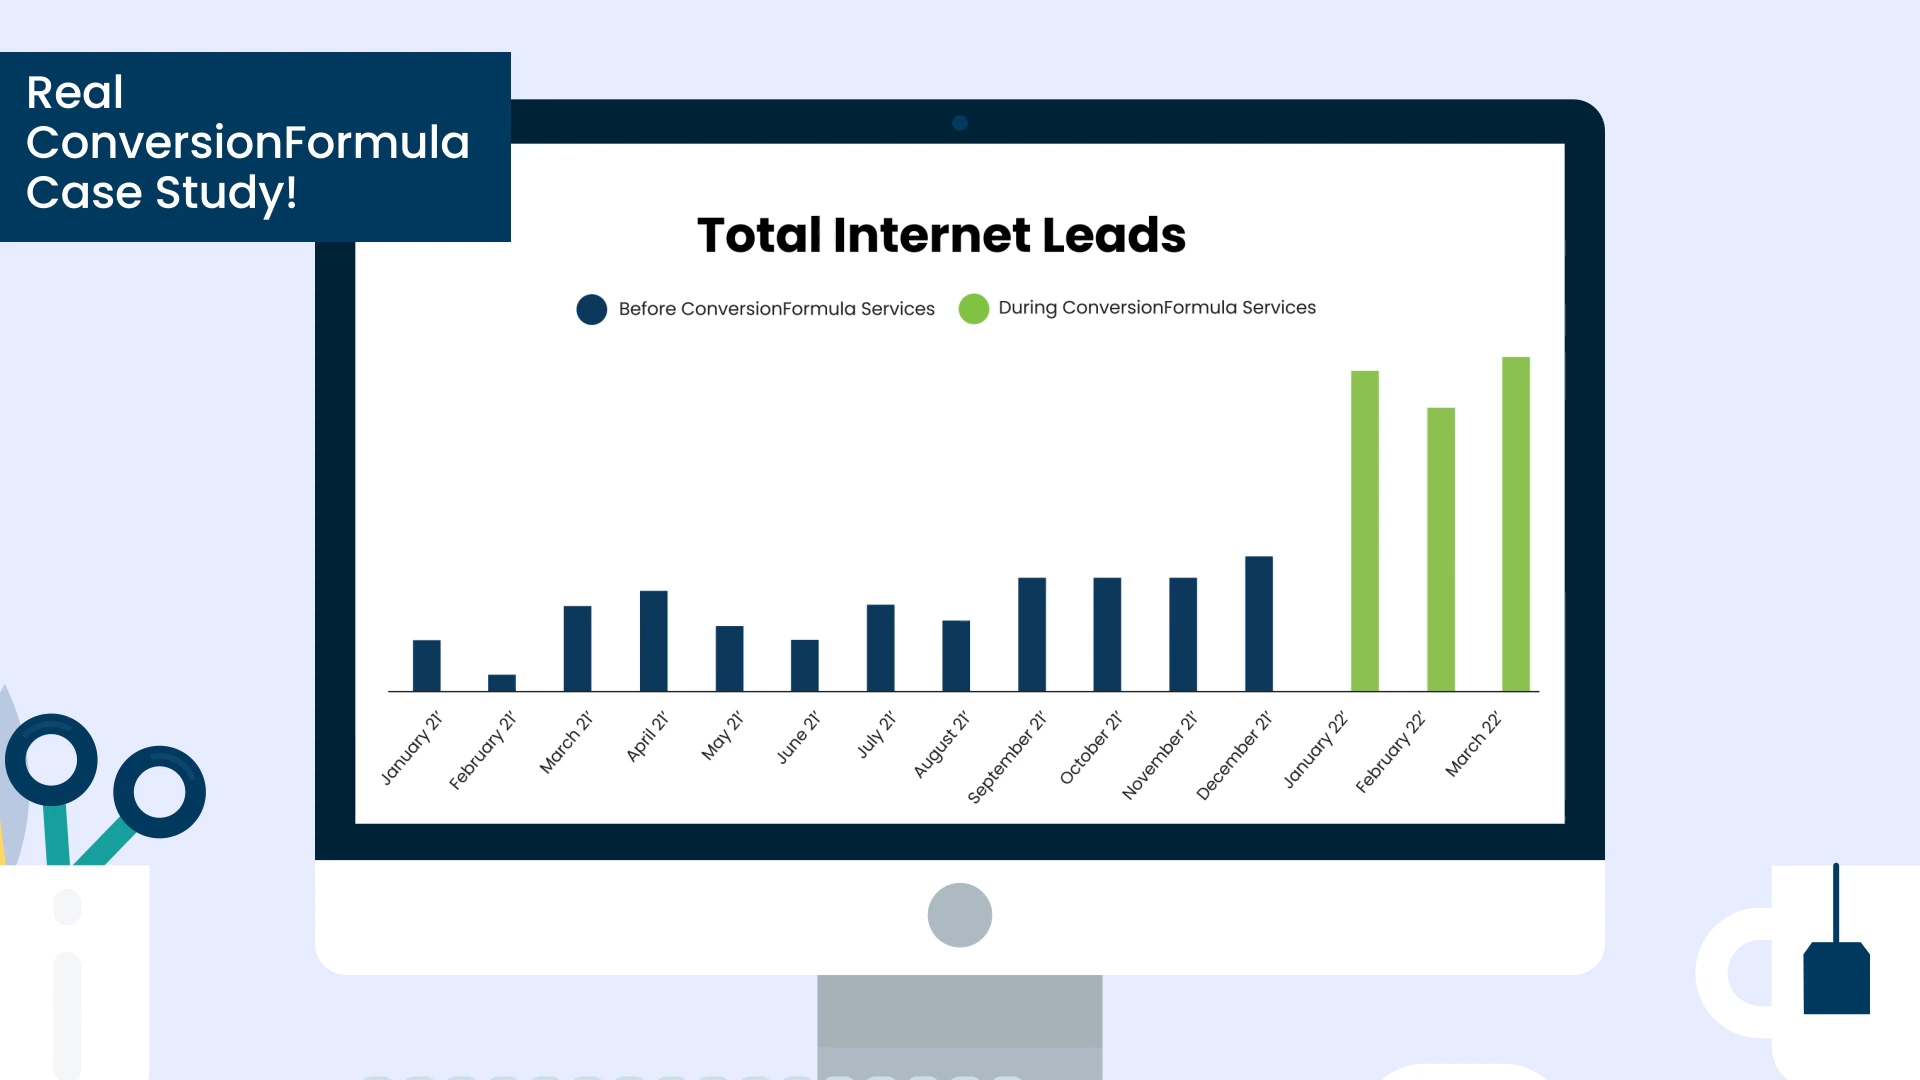 Real
ConversionFormula
Case Study!
Total Internet Leads
Before ConversionFormula Services
During ConversionFormula Services
January 21'
February 21'
March 21'
April 21'
May 21'
June 21'
July 21'
August 21'
September 21'
October 21'
November 21'
December 21'
January 22'
February 22'
March 22'